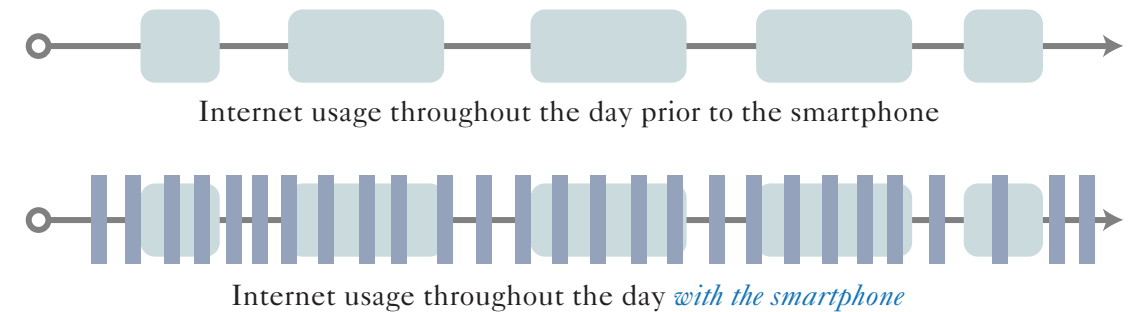 Internet usage throughout the day prior to the smartphone
Internet usage throughout the day with the smartphone